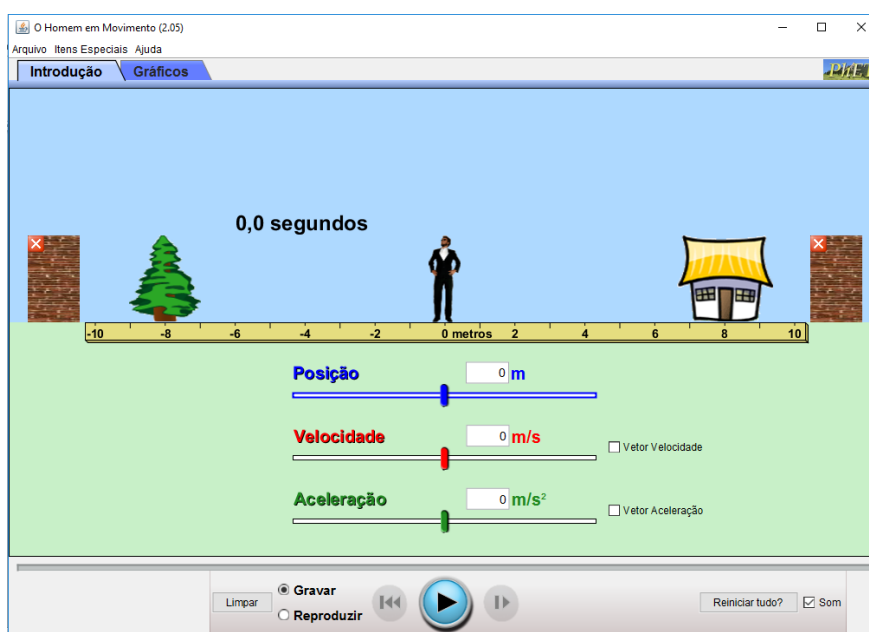 O Homem em Movimento (2.05)
Arquivo Itens Especiais Ajuda
Introdução Gráficos PhET
0,0 segundos
-10 -8 -6 -4 -2 0 metros 2 4 6 8 10
Posição 0 m
Velocidade 0 m/s Vetor Velocidade
Aceleração 0 m/s² Vetor Aceleração
Gravar
Limpar Reiniciar tudo? Som
Reproduzir